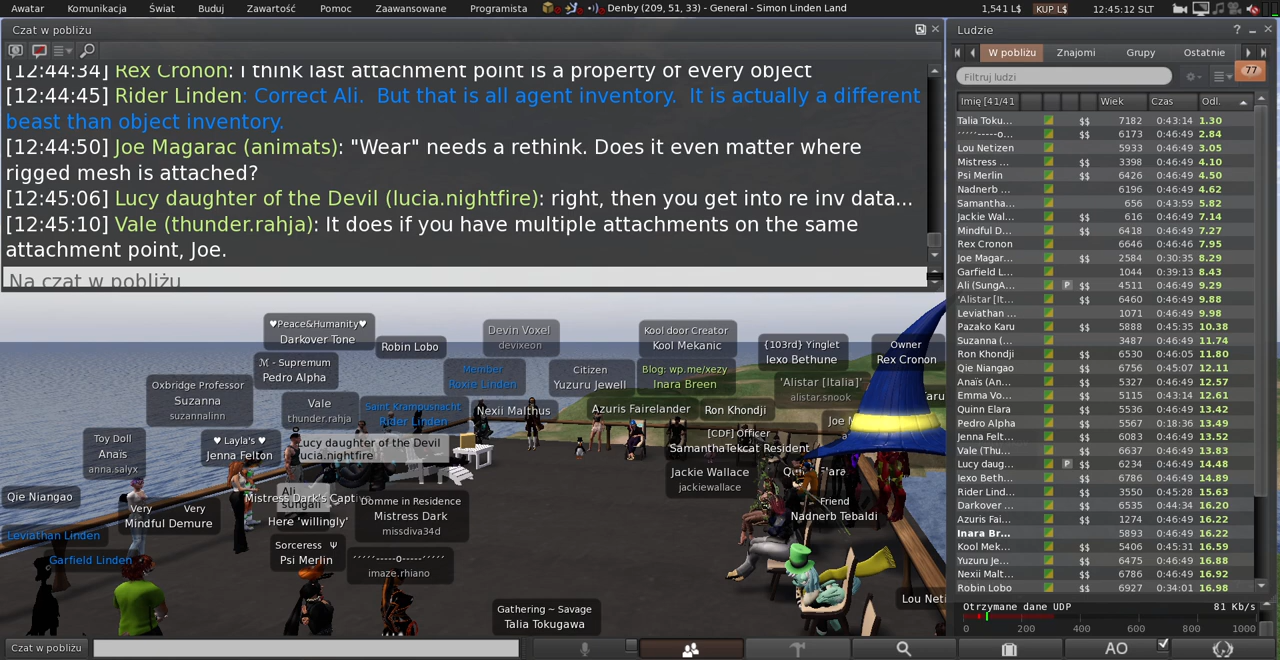 Awatar Komunikacja Świat Buduj Zawartość Pomoc Zaawansowane Programista Denby (209, 51, 33) - General - Simon Linden Land 1,541 L$ KUP L$ 12:45:12 SLT
Czat w pobliżu
[12:44:34] Rex Cronon: I think last attachment point is a property of every object
[12:44:45] Rider Linden: Correct Ali. But that is all agent inventory. It is actually a different
beast than object inventory.
[12:44:50] Joe Magarac (animats): "Wear" needs a rethink. Does it even matter where
rigged mesh is attached?
[12:45:06] Lucy daughter of the Devil (lucia.nightfire): right, then you get into re inv data...
[12:45:10] Vale (thunder.rahja): It does if you have multiple attachments on the same
attachment point, Joe.
Na czat w pobliżu
♥Peace&Humanity♥
Darkover Tone
Robin Lobo
Devin Voxel
devixeon
Kool door Creator
Kool Mekanic
{103rd} Yinglet
Iexo Bethune
Owner
Rex Cronon
ℳ - Supremum
Pedro Alpha
Member
Roxie Linden
Citizen
Yuzuru Jewell
Blog: wp.me/xezy
Inara Breen
'Alistar [Italia]'
alistar.snook
Oxbridge Professor
Suzanna
suzannalinn
Vale
thunder.rahja
Saint Krampusnacht
Rider Linden
Nexii Malthus
Azuris Fairelander
Ron Khondji
Joe M
Toy Doll
Anaïs
anna.salyx
♥ Layla's ♥
Jenna Felton
Lucy daughter of the Devil
lucia.nightfire
[CDF] Officer
SamanthaTekcat Resident
Jackie Wallace
jackiewallace
Qie Niangao
Very Very
Mindful Demure
Mistress Dark's Capti
Ali
sungali
Here 'willingly'
Domme in Residence
Mistress Dark
missdiva34d
Friend
Nadnerb Tebaldi
Leviathan Linden
Garfield Linden
Sorceress Ψ
Psi Merlin
´´´´´-----o-----´´´´´
imaze.rhiano
Gathering ~ Savage
Talia Tokugawa
Lou Neti
Czat w pobliżu
AO
Ludzie
W pobliżu Znajomi Grupy Ostatnie
Filtruj ludzi
77
Imię [41/41 Wiek Czas Odl.
Talia Toku... $$ 7182 0:43:14 1.30
´´´´´-----o... $$ 6173 0:46:49 2.84
Lou Netizen 5933 0:46:49 3.05
Mistress ... $$ 3398 0:46:49 4.10
Psi Merlin $$ 6426 0:46:49 4.50
Nadnerb ... 6196 0:46:49 4.62
Samantha... 656 0:43:59 5.82
Jackie Wal... $$ 616 0:46:49 7.14
Mindful D... $$ 6418 0:46:49 7.27
Rex Cronon 6646 0:46:46 7.95
Joe Magar... $$ 2584 0:30:35 8.29
Garfield L... 1044 0:39:13 8.43
Ali (SungA... P $$ 4511 0:46:49 9.29
'Alistar [It... $$ 6460 0:46:49 9.88
Leviathan ... 1071 0:46:49 9.98
Pazako Karu $$ 5888 0:45:35 10.38
Suzanna (... $$ 3487 0:46:49 11.74
Ron Khondji $$ 6530 0:46:05 11.80
Qie Niangao $$ 6756 0:45:07 12.11
Anaïs (An... $$ 5327 0:46:49 12.57
Emma Vo... $$ 5115 0:43:14 12.61
Quinn Elara $$ 5536 0:46:49 13.42
Pedro Alpha $$ 5567 0:18:36 13.49
Jenna Felt... $$ 6083 0:46:49 13.52
Vale (Thu... $$ 6637 0:46:49 13.83
Lucy daug... P $$ 6234 0:46:49 14.48
Iexo Beth... $$ 6786 0:46:49 14.89
Rider Lind... $$ 3550 0:45:28 15.63
Darkover ... $$ 6535 0:44:34 16.20
Azuris Fai... $$ 1274 0:46:49 16.22
Inara Br... 5893 0:46:49 16.22
Kool Mek... $$ 5406 0:45:31 16.59
Yuzuru Je... $$ 6475 0:46:49 16.88
Nexii Malt... $$ 6786 0:46:49 16.92
Robin Lobo $$ 6927 0:34:01 16.98
Otrzymane dane UDP 81 Kb/s
0 200 400 600 800 1000